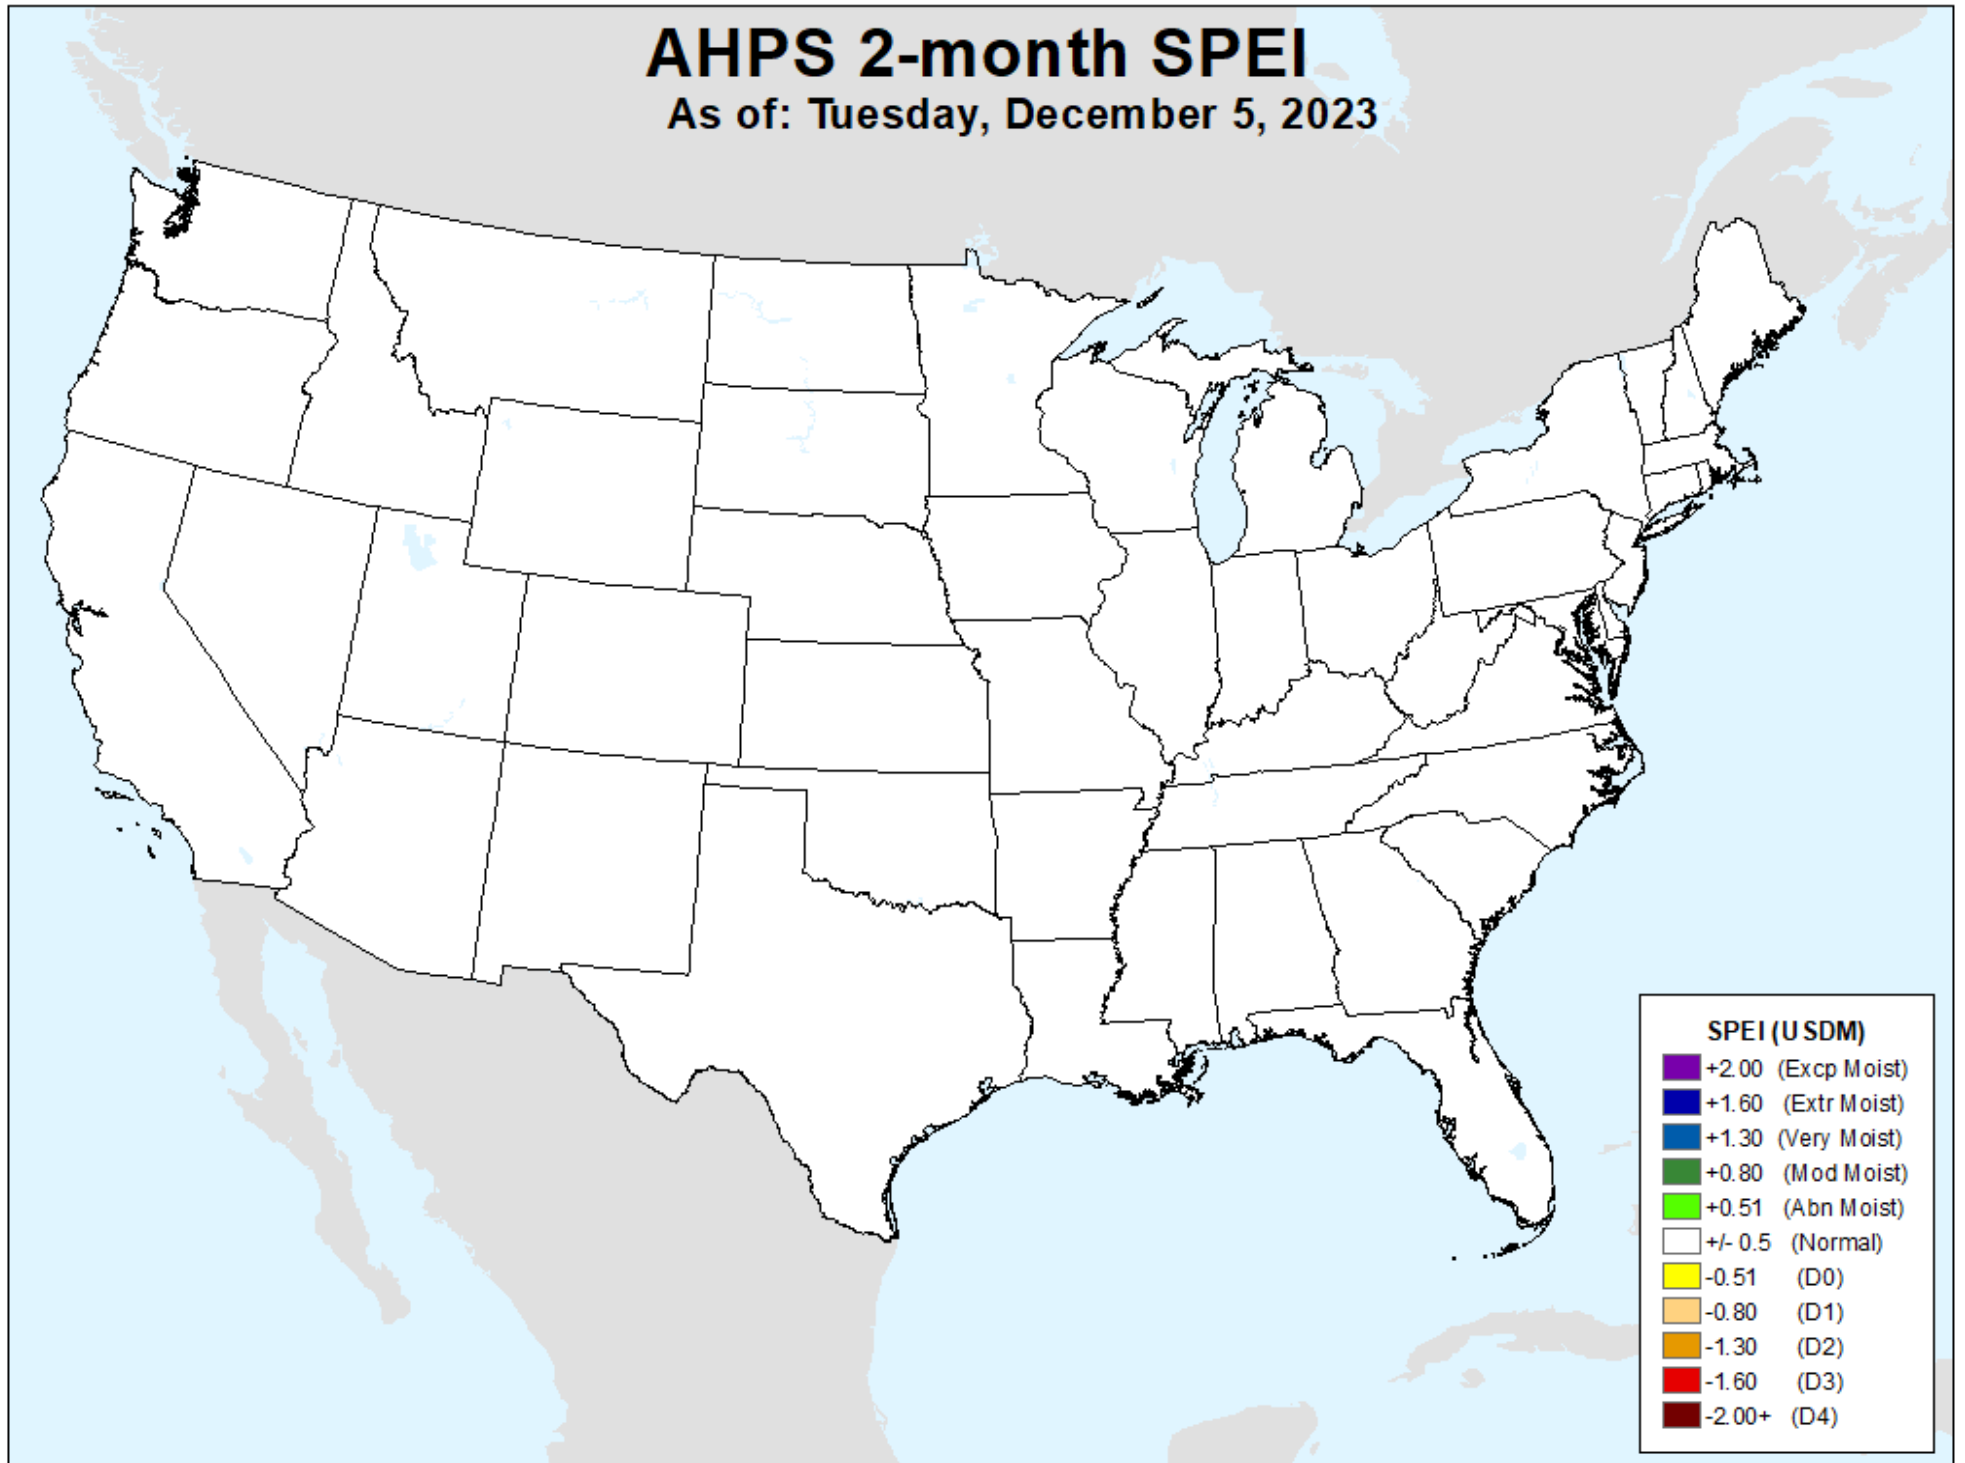 AHPS 2-month SPEI
As of: Tuesday, December 5, 2023
SPEI (USDM)
+2.00 (Excp Moist)
+1.60 (Extr Moist)
+1.30 (Very Moist)
+0.80 (Mod Moist)
+0.51 (Abn Moist)
+/- 0.5 (Normal)
-0.51 (D0)
-0.80 (D1)
-1.30 (D2)
-1.60 (D3)
-2.00+ (D4)